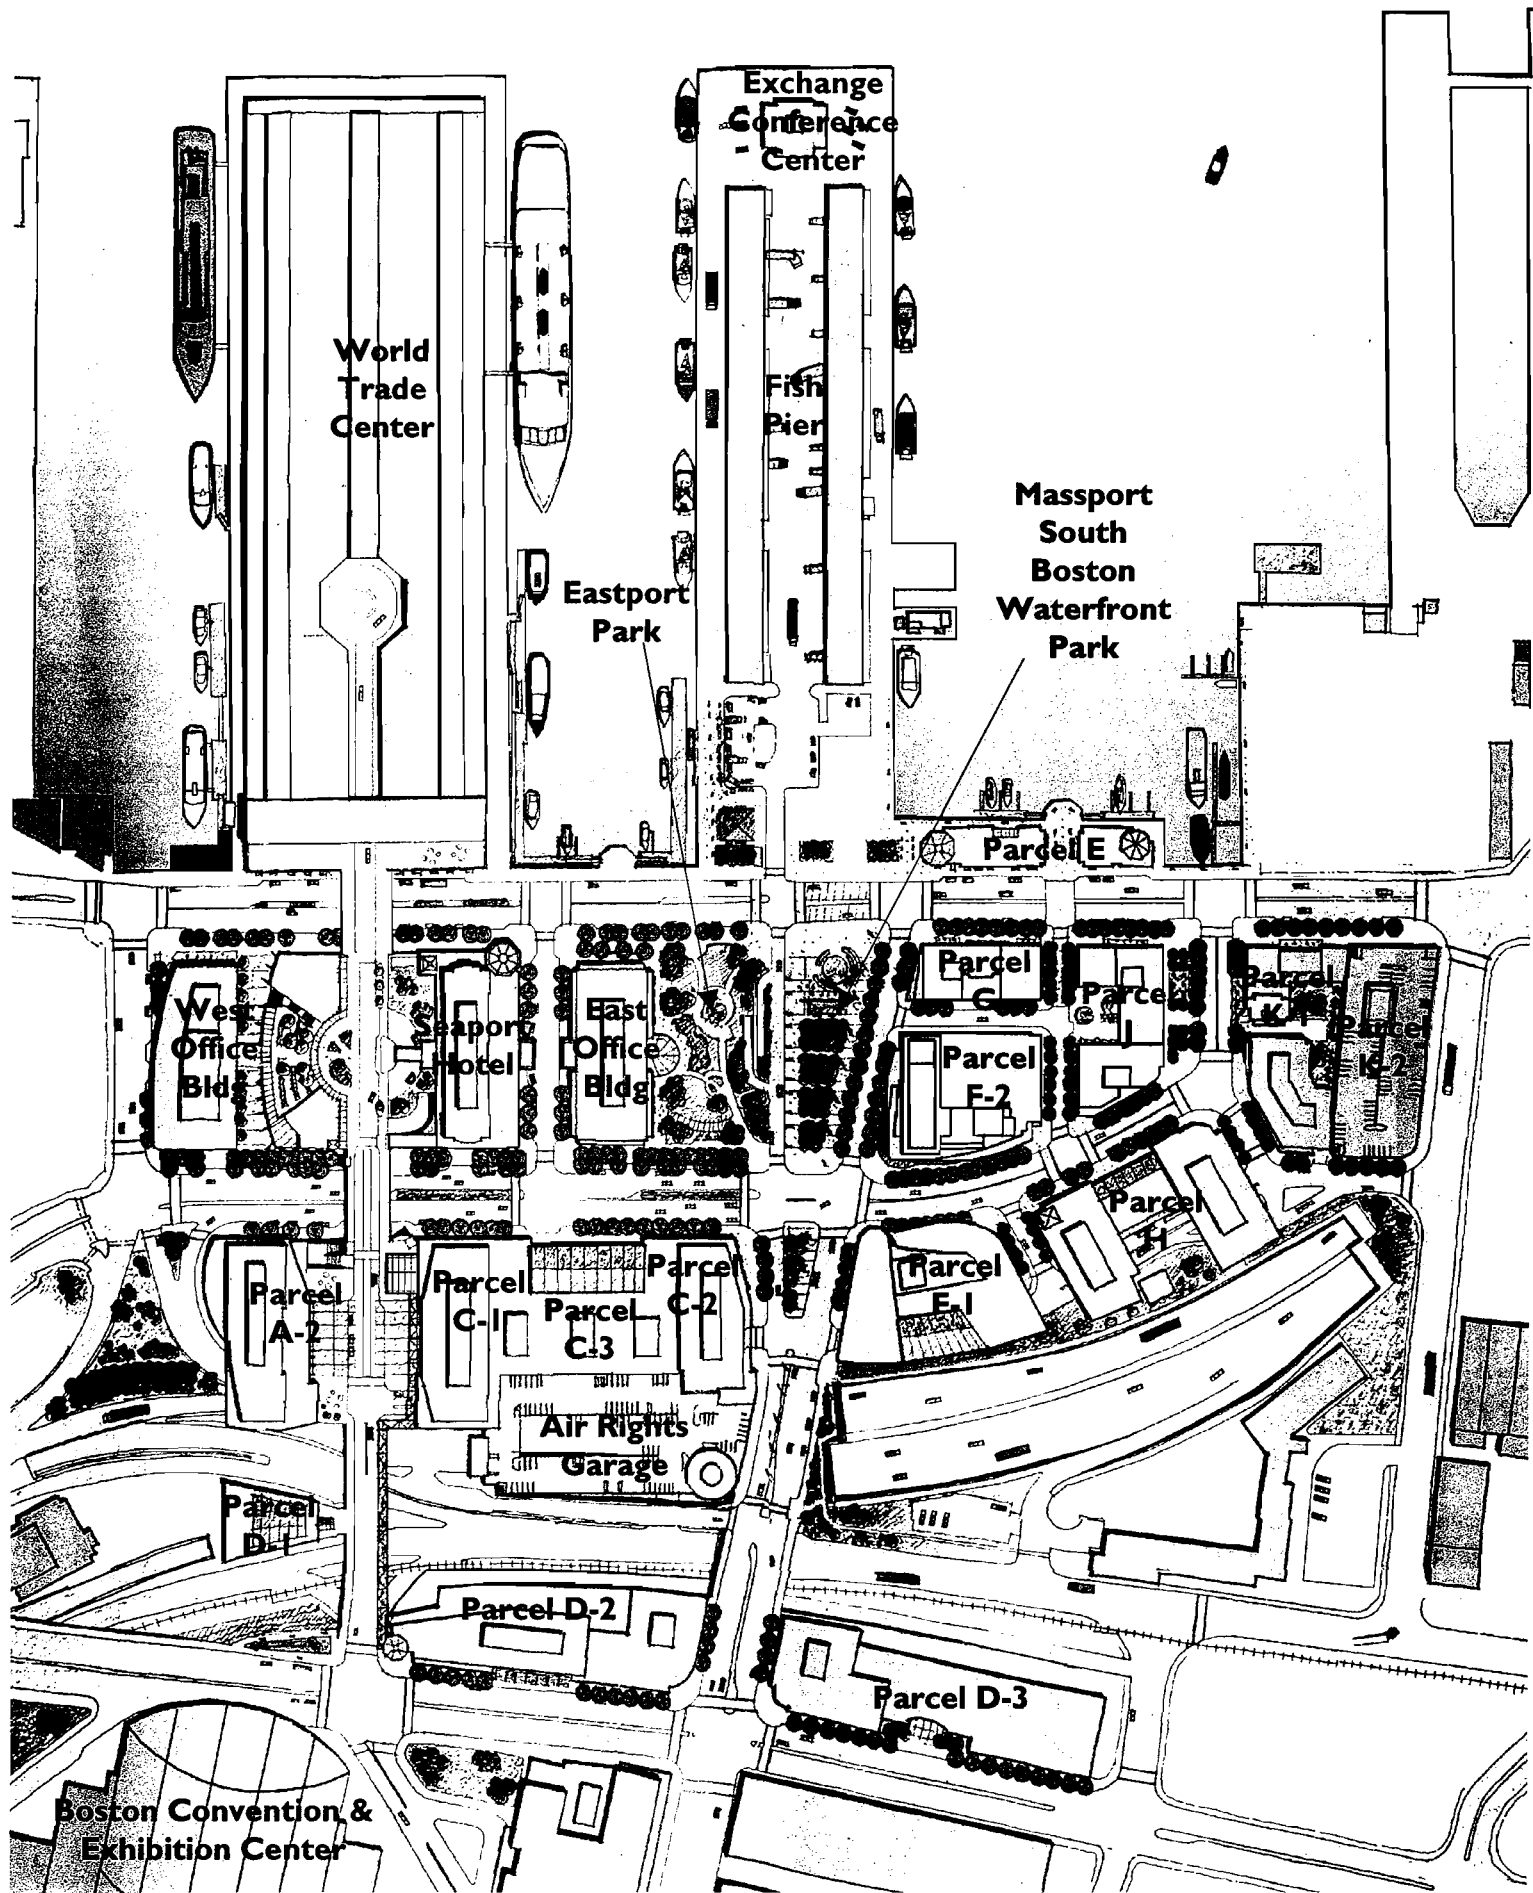 Exchange
Conference
Center
World
Trade
Center
Fish
Pier
Massport
South
Boston
Waterfront
Park
Eastport
Park
Parcel E
West
Office
Bldg
Seaport
Hotel
East
Office
Bldg
Parcel
G
Parcel
J
Parcel
K-1
Parcel
K-2
Parcel
F-2
Parcel
H
Parcel
A-2
Parcel
C-1
Parcel
C-3
Parcel
C-2
Parcel
F-1
Air Rights
Garage
Parcel
D-1
Parcel D-2
Parcel D-3
Boston Convention &
Exhibition Center